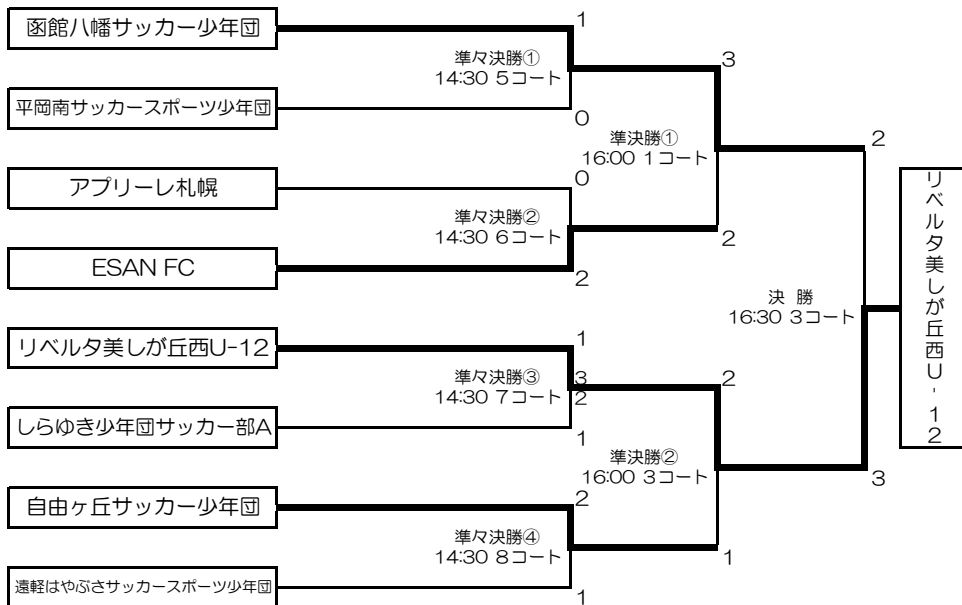 函館八幡サッカー少年団
1
準々決勝①
14:30 5コート
3
平岡南サッカースポーツ少年団
0
準決勝①
16:00 1コート
2
アプリーレ札幌
0
準々決勝②
14:30 6コート
2
ESAN FC
2
決 勝
16:30 3コート
リベルタ美しが丘西U-12
リベルタ美しが丘西U-12
1
準々決勝③
14:30 7コート
3
2
2
しらゆき少年団サッカー部A
1
準決勝②
16:00 3コート
3
自由ヶ丘サッカー少年団
2
準々決勝④
14:30 8コート
1
遠軽はやぶさサッカースポーツ少年団
1